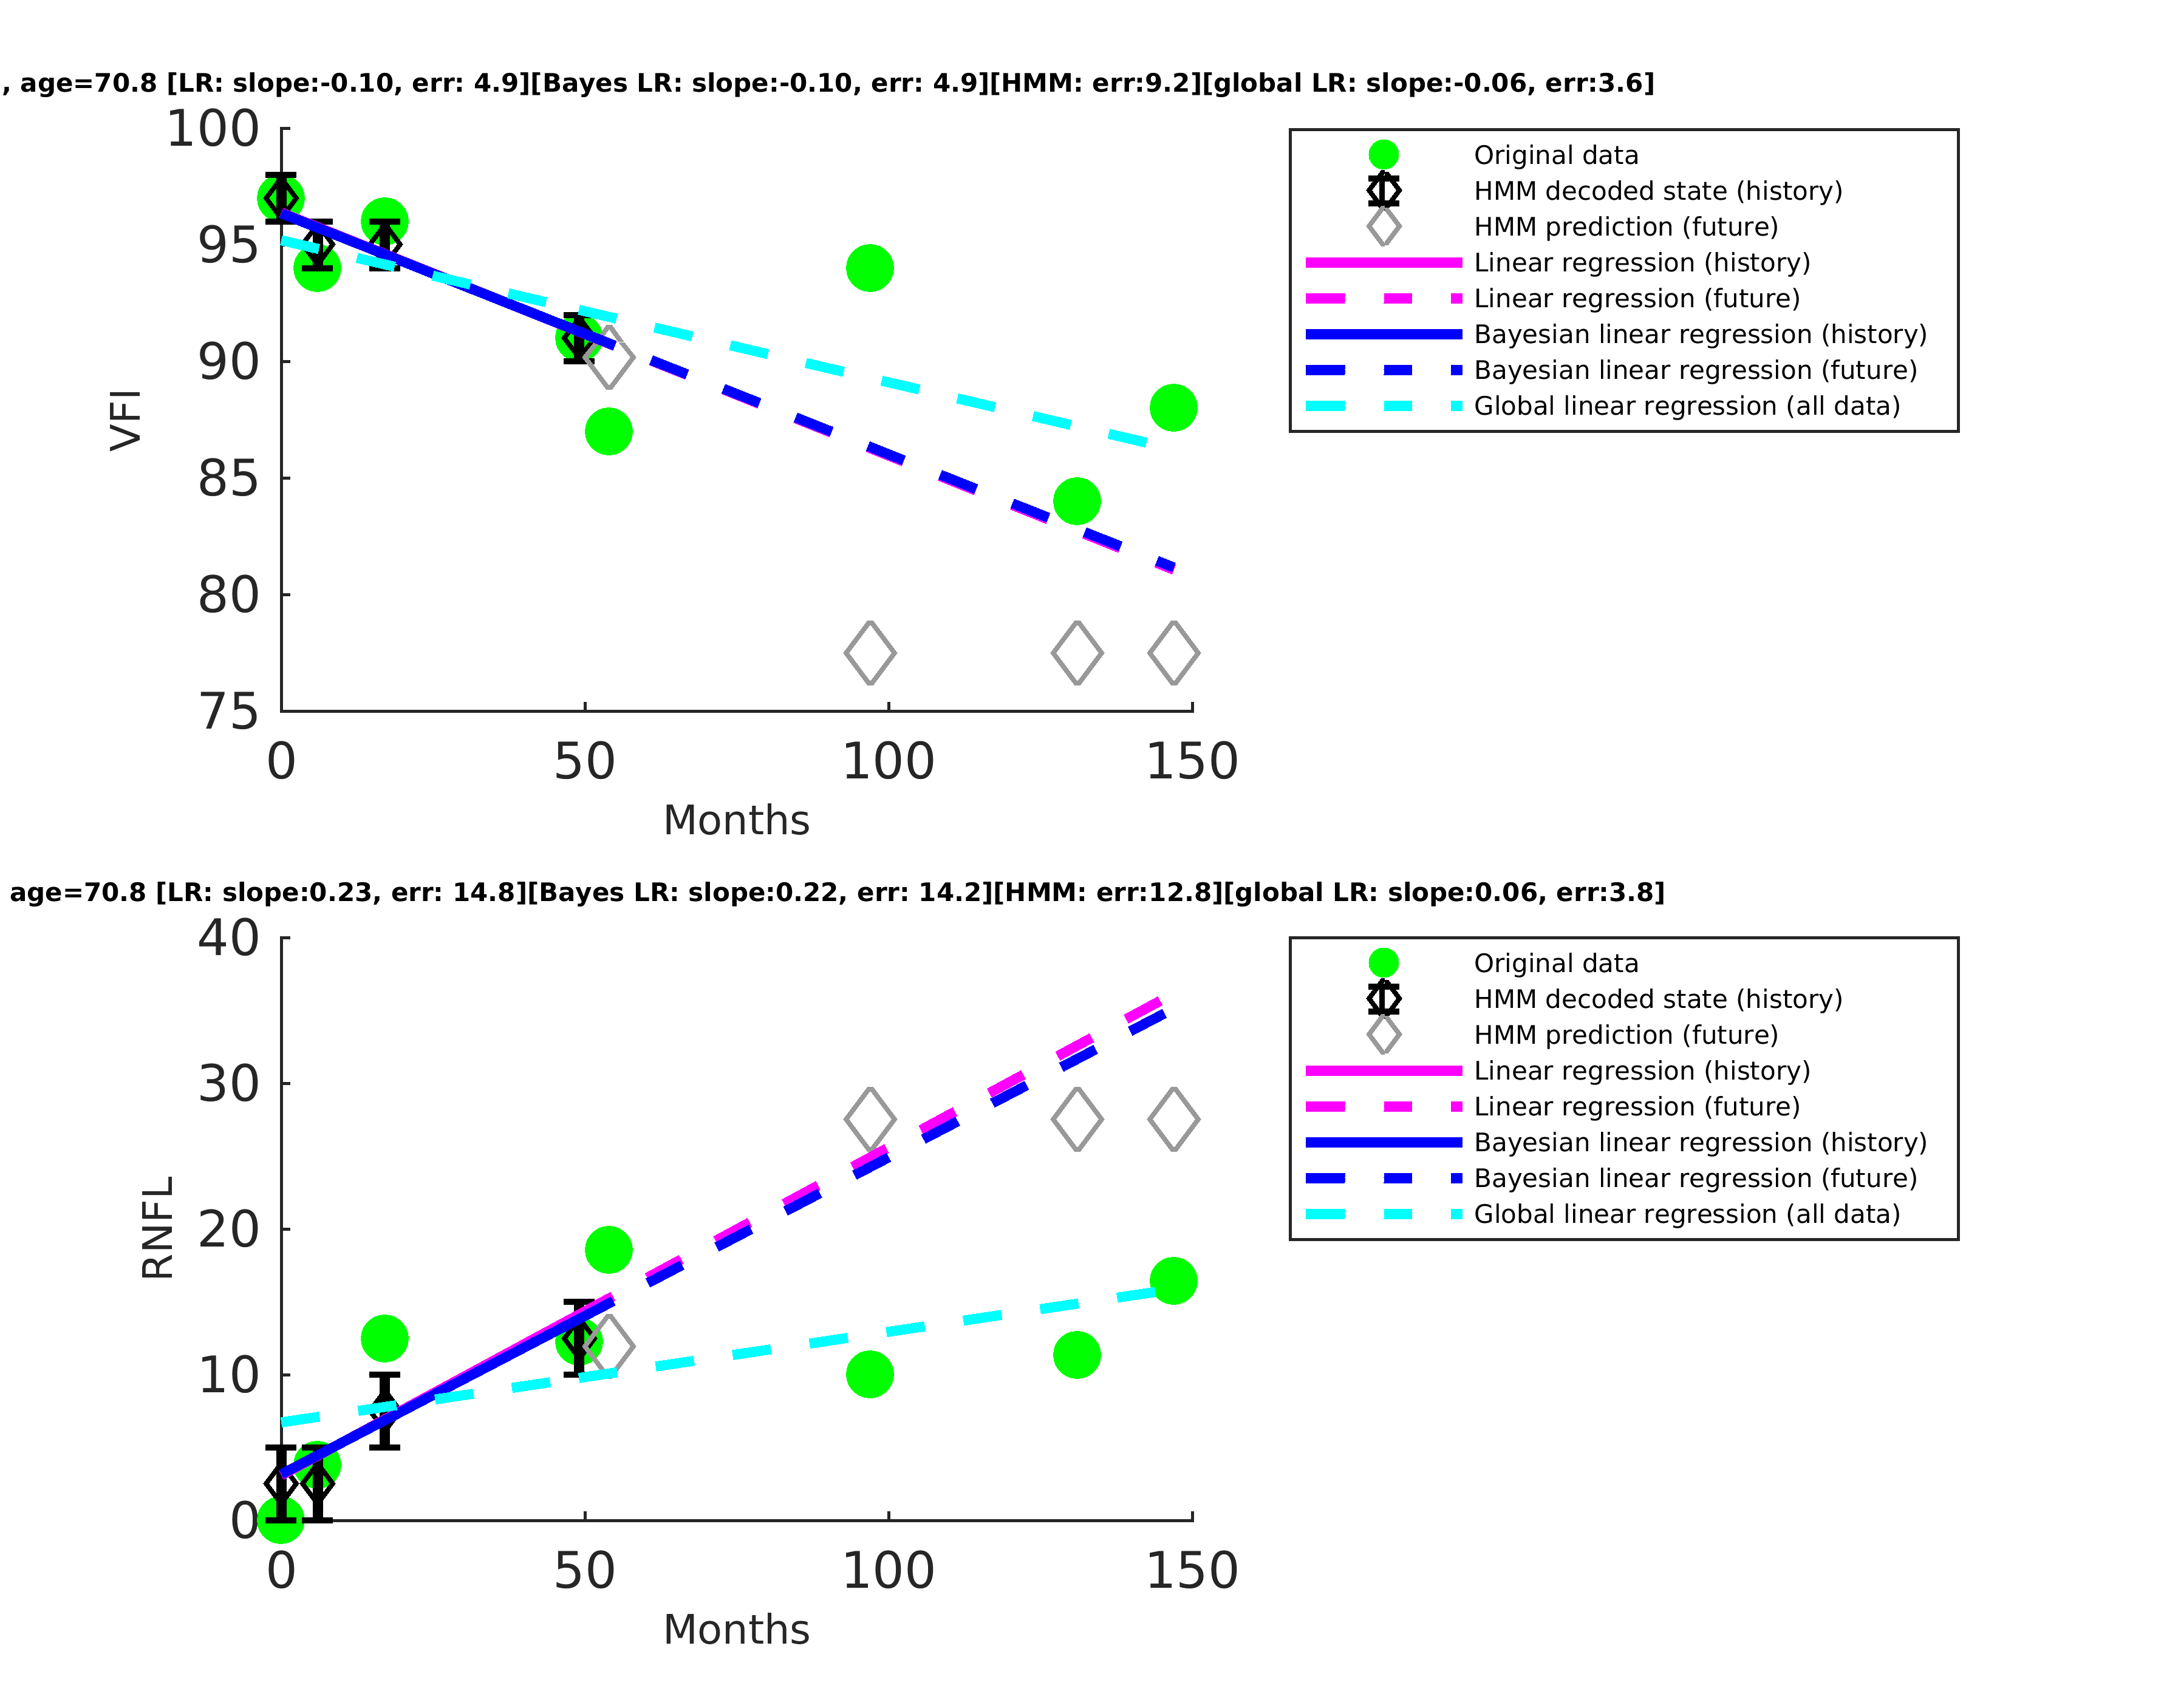 , age=70.8 [LR: slope:-0.10, err: 4.9][Bayes LR: slope:-0.10, err: 4.9][HMM: err:9.2][global LR: slope:-0.06, err:3.6]
100
95
90
85
80
75
VFI
0 50 100 150
Months
Original data
HMM decoded state (history)
HMM prediction (future)
Linear regression (history)
Linear regression (future)
Bayesian linear regression (history)
Bayesian linear regression (future)
Global linear regression (all data)
age=70.8 [LR: slope:0.23, err: 14.8][Bayes LR: slope:0.22, err: 14.2][HMM: err:12.8][global LR: slope:0.06, err:3.8]
40
30
20
10
0
RNFL
0 50 100 150
Months
Original data
HMM decoded state (history)
HMM prediction (future)
Linear regression (history)
Linear regression (future)
Bayesian linear regression (history)
Bayesian linear regression (future)
Global linear regression (all data)